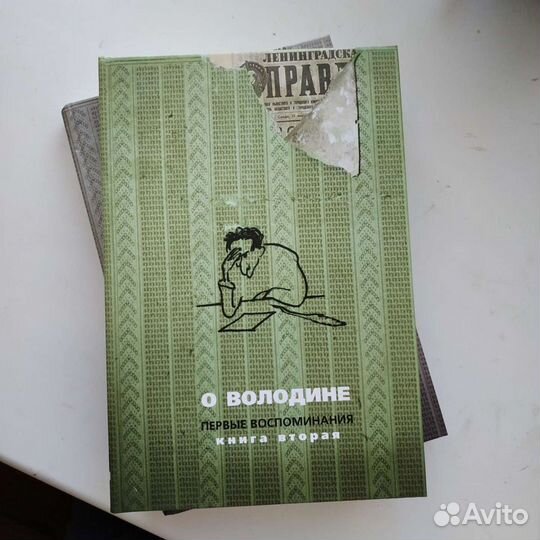 ЛЕНИНГРАДСКА
ПРАВД
О ВОЛОДИНЕ
ПЕРВЫЕ ВОСПОМИНАНИЯ
книга вторая
Avito